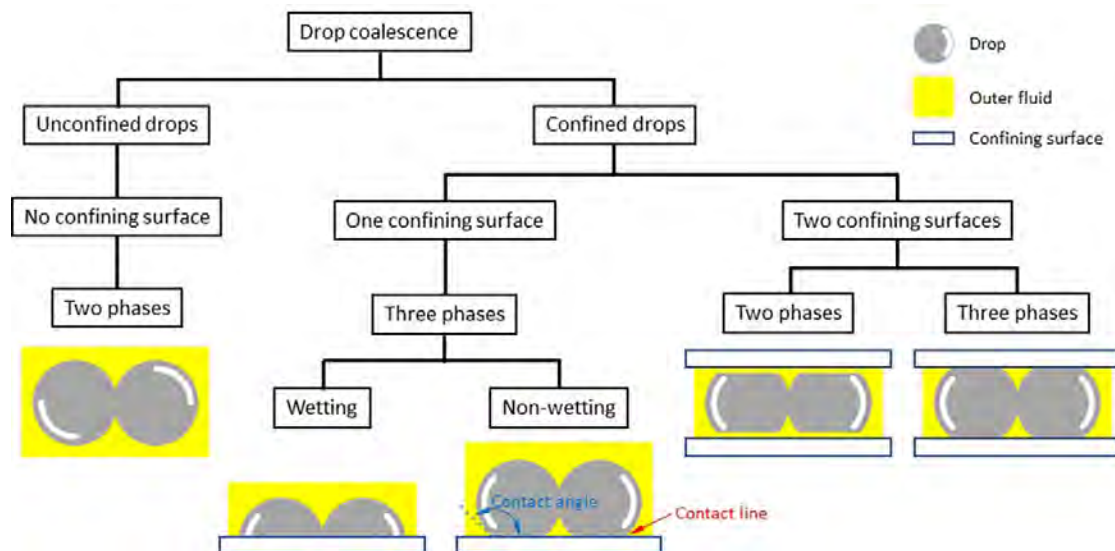 Drop coalescence
Drop
Outer fluid
Confining surface
Unconfined drops
Confined drops
No confining surface
One confining surface
Two confining surfaces
Two phases
Three phases
Two phases
Three phases
Wetting
Non-wetting
Contact angle
Contact line